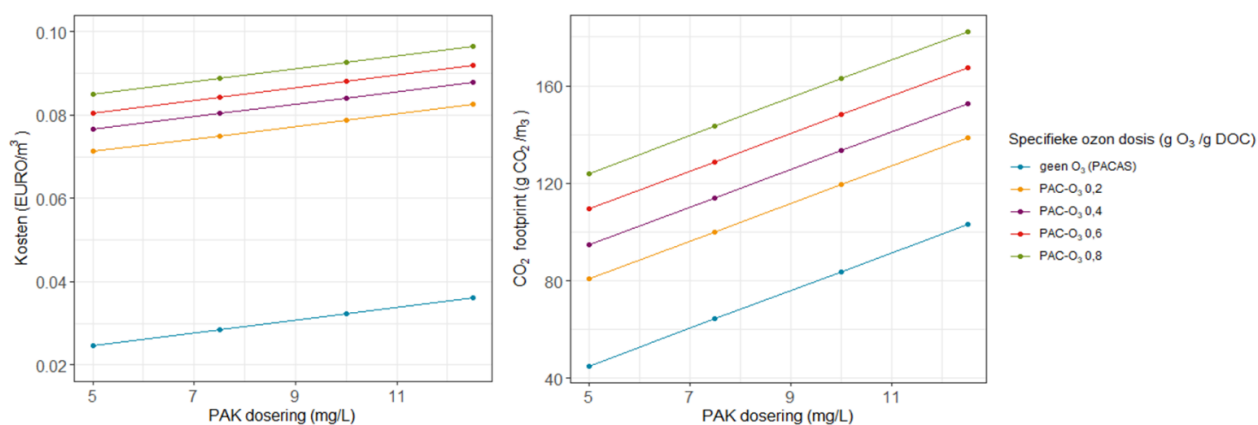 0.10
0.08
0.06
0.04
0.02
Kosten (EURO/m³)
5
7
9
11
PAK dosering (mg/L)
160
120
80
40
CO₂ footprint (g CO₂/m₃)
5
7
9
11
PAK dosering (mg/L)
Specifieke ozon dosis (g O₃ /g DOC)
geen O₃ (PACAS)
PAC-O₃ 0,2
PAC-O₃ 0,4
PAC-O₃ 0,6
PAC-O₃ 0,8